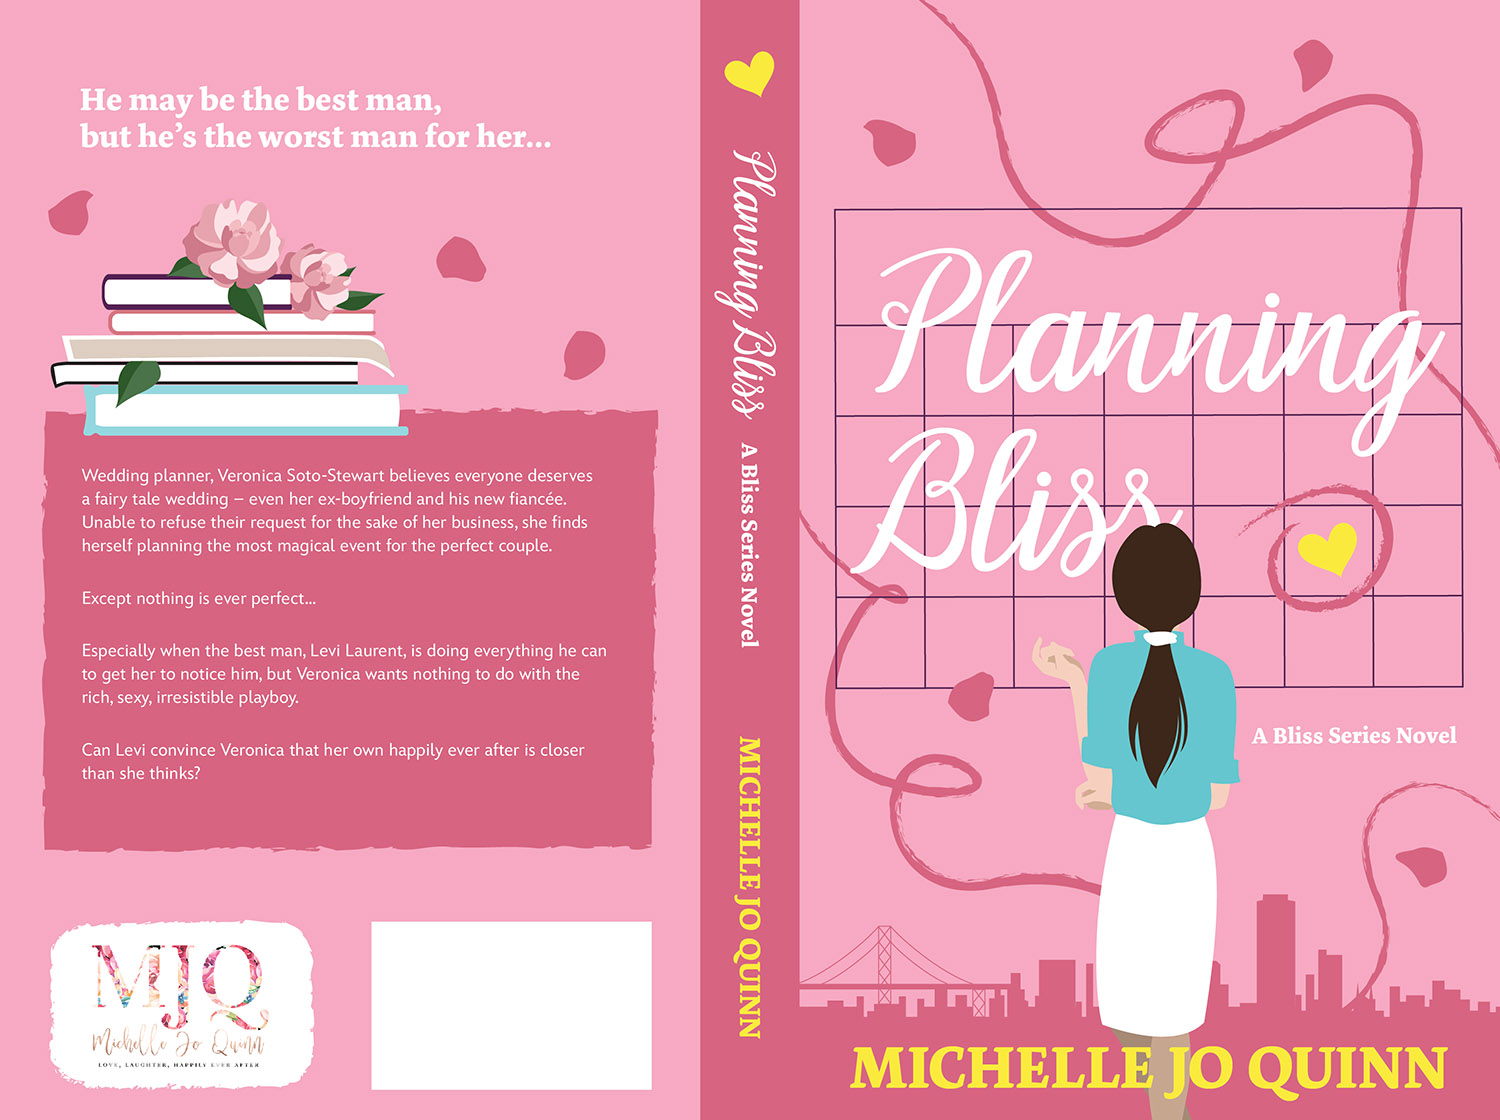 He may be the best man,
but he's the worst man for her...
Wedding planner, Veronica Soto-Stewart believes everyone deserves
a fairy tale wedding – even her ex-boyfriend and his new fiancée.
Unable to refuse their request for the sake of her business, she finds
herself planning the most magical event for the perfect couple.
Except nothing is ever perfect...
Especially when the best man, Levi Laurent, is doing everything he can
to get her to notice him, but Veronica wants nothing to do with the
rich, sexy, irresistible playboy.
Can Levi convince Veronica that her own happily ever after is closer
than she thinks?
MJQ
Michelle Jo Quinn
LOVE, LAUGHTER, HAPPILY EVER AFTER
Planning Bliss A Bliss Series Novel MICHELLE JO QUINN
Planning
Bliss
A Bliss Series Novel
MICHELLE JO QUINN